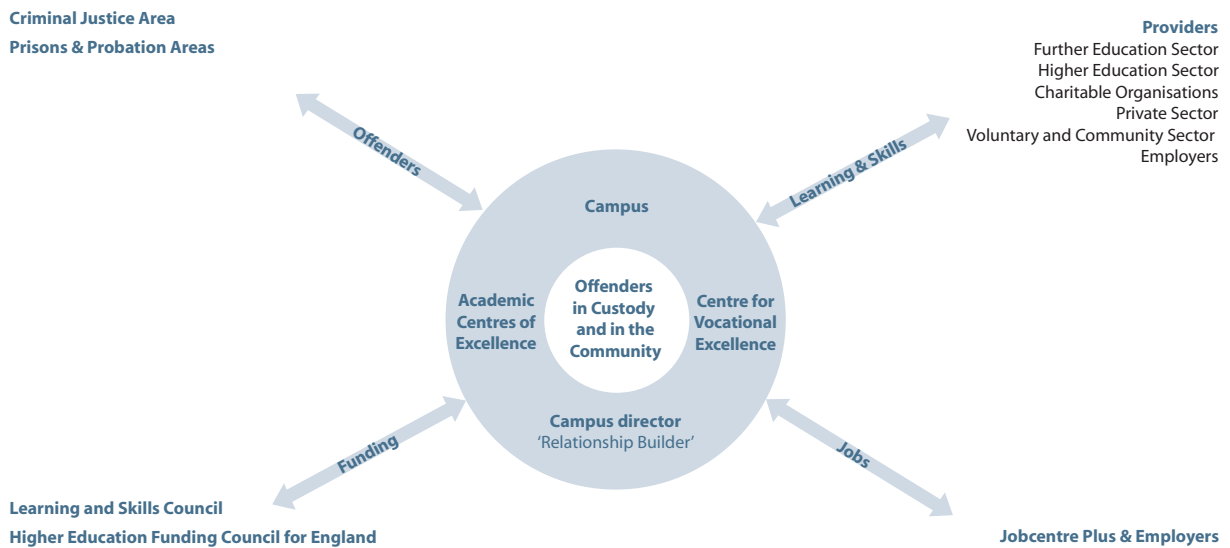 Criminal Justice Area
Prisons & Probation Areas
Providers
Further Education Sector
Higher Education Sector
Charitable Organisations
Private Sector
Voluntary and Community Sector
Employers
Offenders
Learning & Skills
Campus
Academic
Centres of
Excellence
Offenders
in Custody
and in the
Community
Centre for
Vocational
Excellence
Campus director
‘Relationship Builder’
Funding
Jobs
Learning and Skills Council
Higher Education Funding Council for England
Jobcentre Plus & Employers